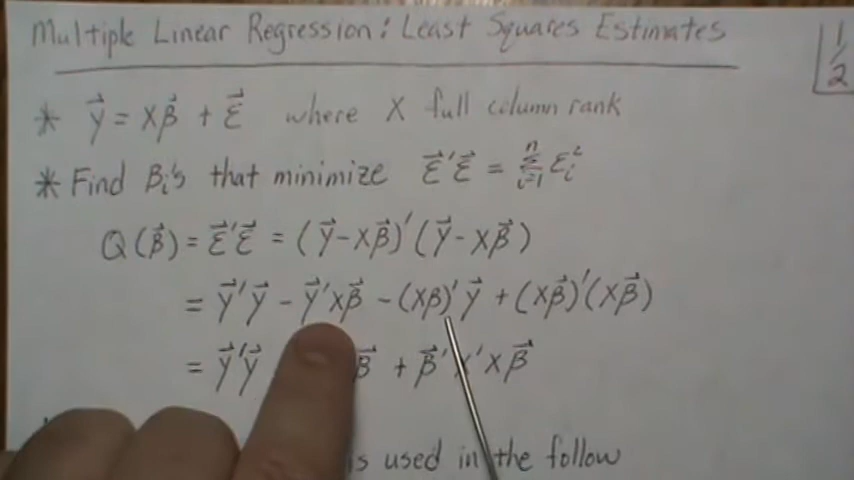 Multiple Linear Regression: Least Squares Estimates
1/2
* y⃗ = Xβ⃗ + ε⃗ where X full column rank
* Find βᵢ's that minimize ε⃗'ε⃗ = Σᵢ₌₁ⁿ εᵢ²
Q(β⃗) = ε⃗'ε⃗ = (y⃗ - Xβ⃗)'(y⃗ - Xβ⃗)
= y⃗'y⃗ - y⃗'Xβ⃗ - (Xβ)'y⃗ + (Xβ⃗)'(Xβ⃗)
= y⃗'y⃗ β⃗ + β⃗'X'Xβ⃗
is used in the follow